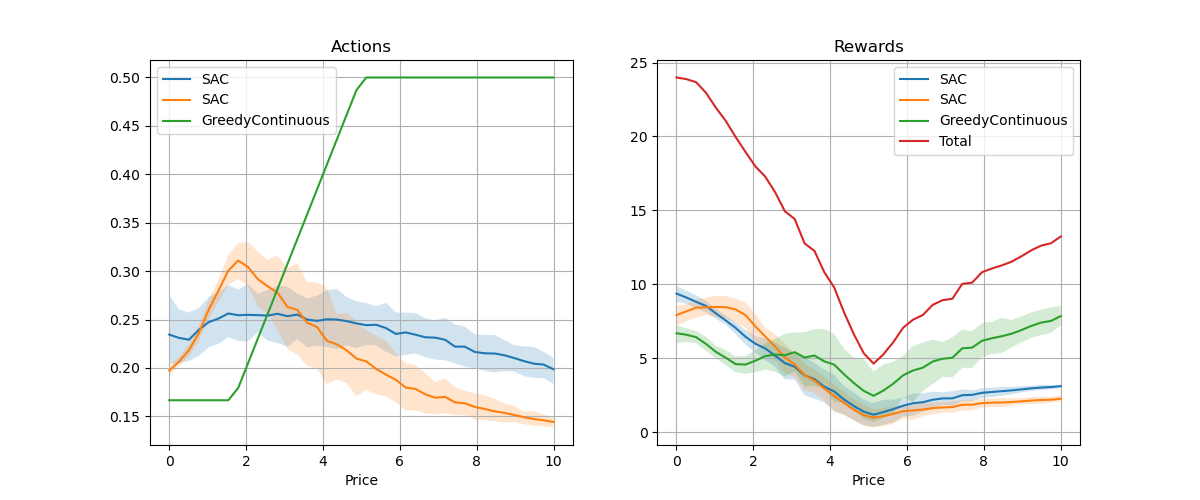 Actions
SAC
SAC
GreedyContinuous
0.50
0.45
0.40
0.35
0.30
0.25
0.20
0.15
0 2 4 6 8 10
Price
Rewards
SAC
SAC
GreedyContinuous
Total
25
20
15
10
5
0
0 2 4 6 8 10
Price